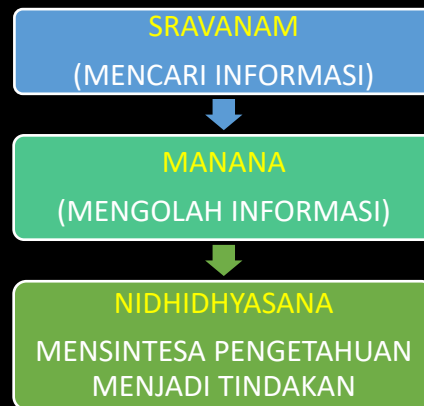 SRAVANAM
(MENCARI INFORMASI)
MANANA
(MENGOLAH INFORMASI)
NIDHIDHYASANA
MENSINTESA PENGETAHUAN
MENJADI TINDAKAN